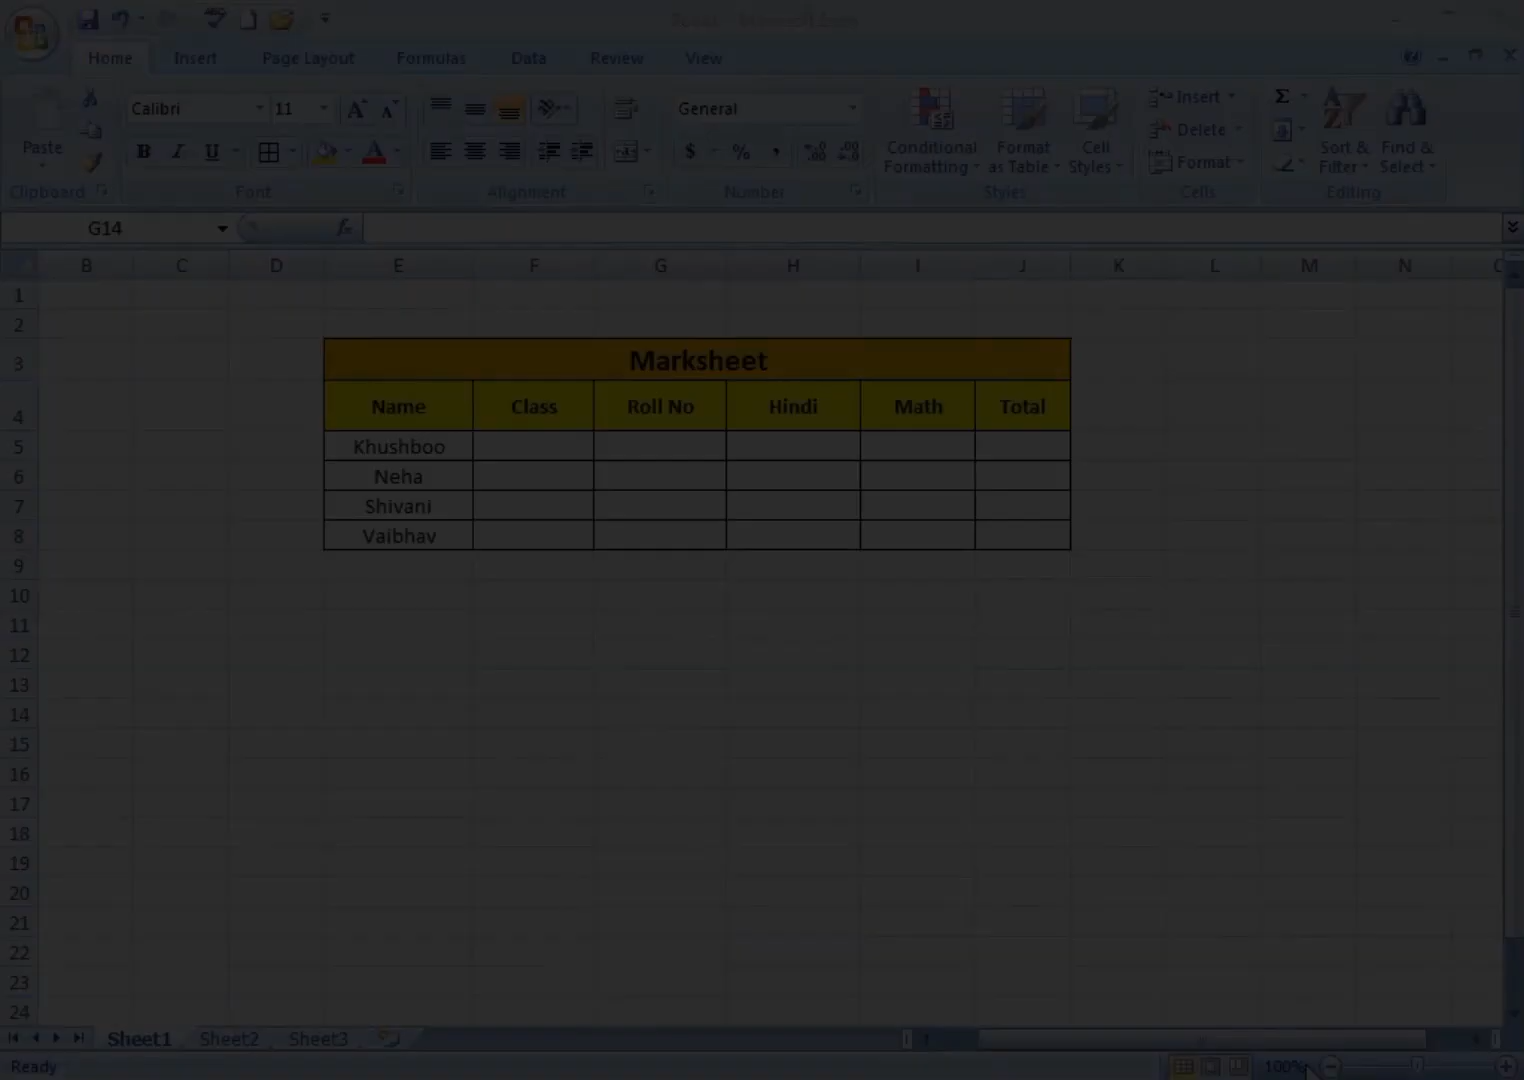 Home Insert Page Layout Formulas Data Review View
Calibri 11 General Insert
Delete
Paste Conditional Format Cell Sort & Find &
Formatting as Table Styles Format Filter Select
Clipboard Font Alignment Number Styles Cells Editing
G14 fx
B C D E F G H I J K L M N
1
2
3 Marksheet
4 Name Class Roll No Hindi Math Total
5 Khushboo
6 Neha
7 Shivani
8 Vaibhav
9
10
11
12
13
14
15
16
17
18
19
20
21
22
23
24
Sheet1 Sheet2 Sheet3
Ready 100%